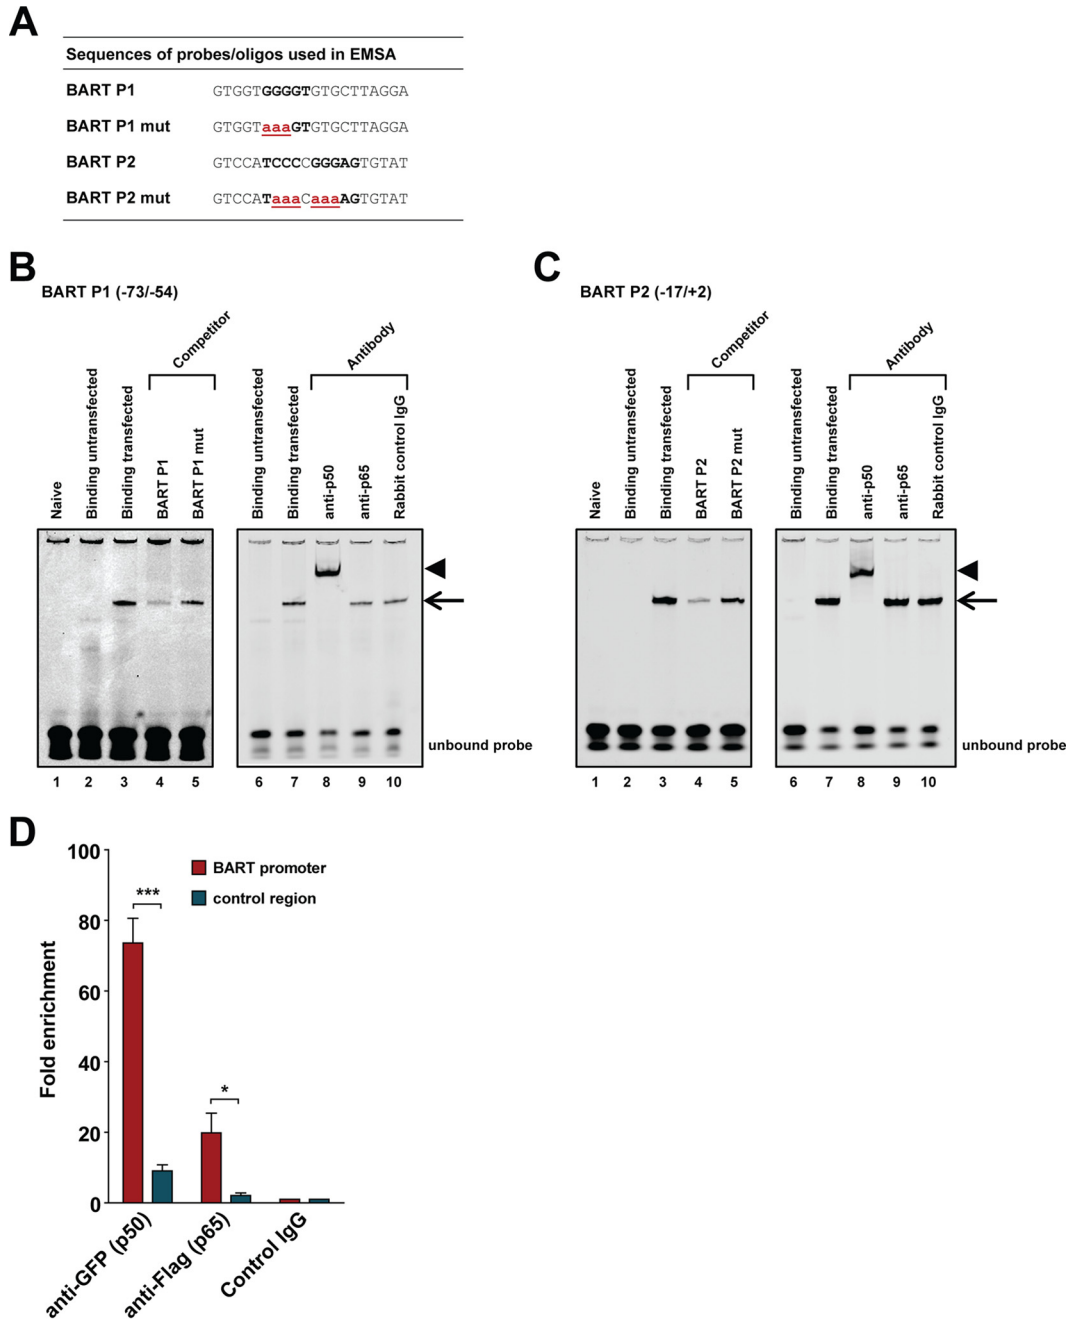 A
Sequences of probes/oligos used in EMSA
BART P1 GTGGTGGGGTGTGCTTAGGA
BART P1 mut GTGGTaaaGTGTGCTTAGGA
BART P2 GTCCATCCCCGGGAGTGTAT
BART P2 mut GTCCATaaaCaaaAGTGTAT
B
BART P1 (-73/-54)
Competitor
Antibody
Naive
Binding untransfected
Binding transfected
BART P1
BART P1 mut
Binding untransfected
Binding transfected
anti-p50
anti-p65
Rabbit control IgG
unbound probe
1 2 3 4 5 6 7 8 9 10
C
BART P2 (-17/+2)
Competitor
Antibody
Naive
Binding untransfected
Binding transfected
BART P2
BART P2 mut
Binding untransfected
Binding transfected
anti-p50
anti-p65
Rabbit control IgG
unbound probe
1 2 3 4 5 6 7 8 9 10
D
Fold enrichment
100
80
60
40
20
0
BART promoter
control region
***
*
anti-GFP (p50)
anti-Flag (p65)
Control IgG